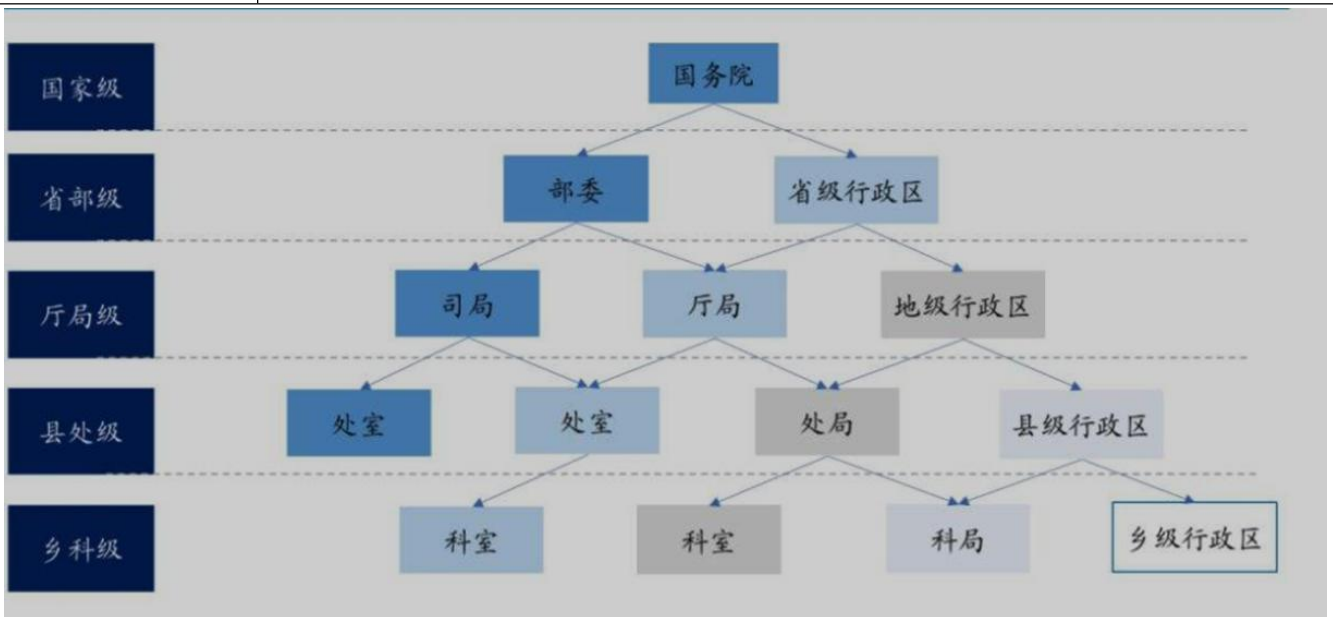 国家级
国务院
省部级
部委
省级行政区
厅局级
司局
厅局
地级行政区
县处级
处室
处室
处局
县级行政区
乡科级
科室
科室
科局
乡级行政区